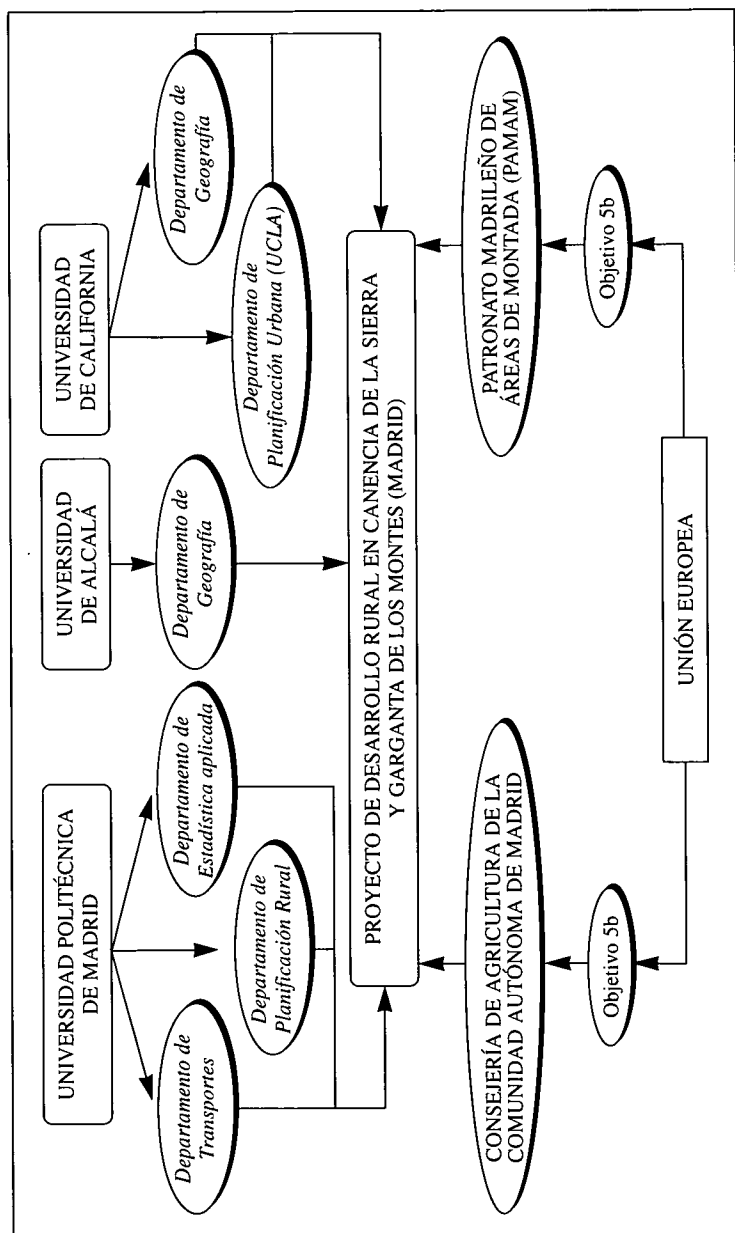 UNIVERSIDAD POLITÉCNICA
DE MADRID
UNIVERSIDAD
DE ALCALÁ
UNIVERSIDAD
DE CALIFORNIA
Departamento de
Transportes
Departamento de
Planificación Rural
Departamento de
Estadística aplicada
Departamento de
Geografía
Departamento de
Planificación Urbana (UCLA)
Departamento de
Geografía
PROYECTO DE DESARROLLO RURAL EN CANENCIA DE LA SIERRA
Y GARGANTA DE LOS MONTES (MADRID)
CONSEJERÍA DE AGRICULTURA DE LA
COMUNIDAD AUTÓNOMA DE MADRID
PATRONATO MADRILEÑO DE
ÁREAS DE MONTADA (PAMAM)
Objetivo 5b
Objetivo 5b
UNIÓN EUROPEA